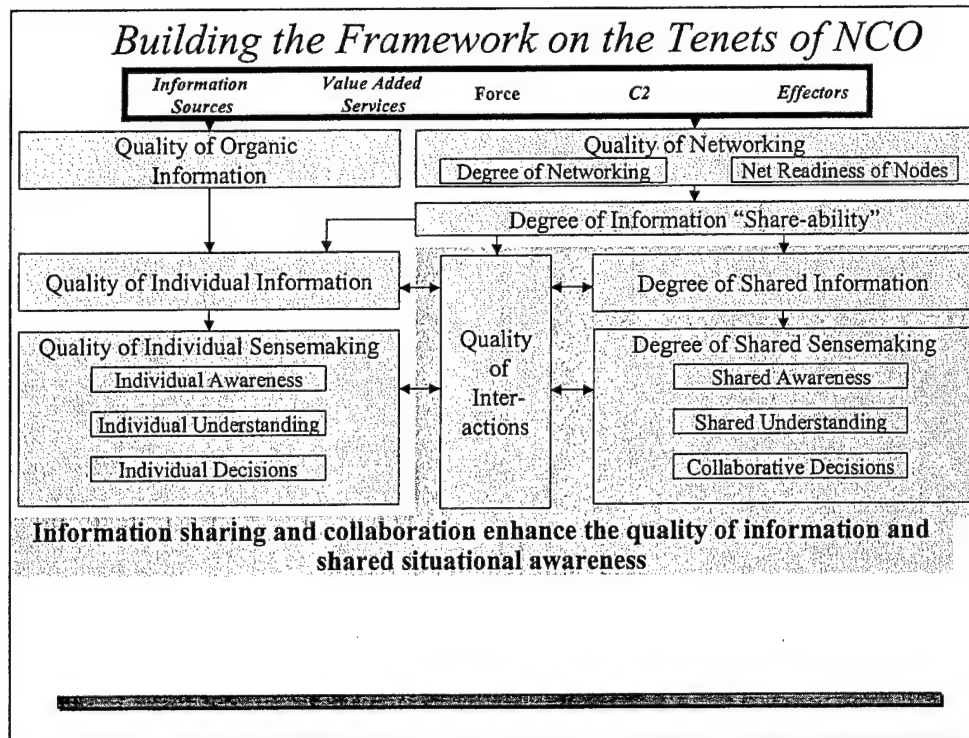 Building the Framework on the Tenets of NCO
Information Sources
Value Added Services
Force
C2
Effectors
Quality of Organic
Information
Quality of Networking
Degree of Networking
Net Readiness of Nodes
Degree of Information “Share-ability”
Quality of Individual Information
Degree of Shared Information
Quality of Individual Sensemaking
Individual Awareness
Individual Understanding
Individual Decisions
Quality
of
Inter-
actions
Degree of Shared Sensemaking
Shared Awareness
Shared Understanding
Collaborative Decisions
Information sharing and collaboration enhance the quality of information and
shared situational awareness